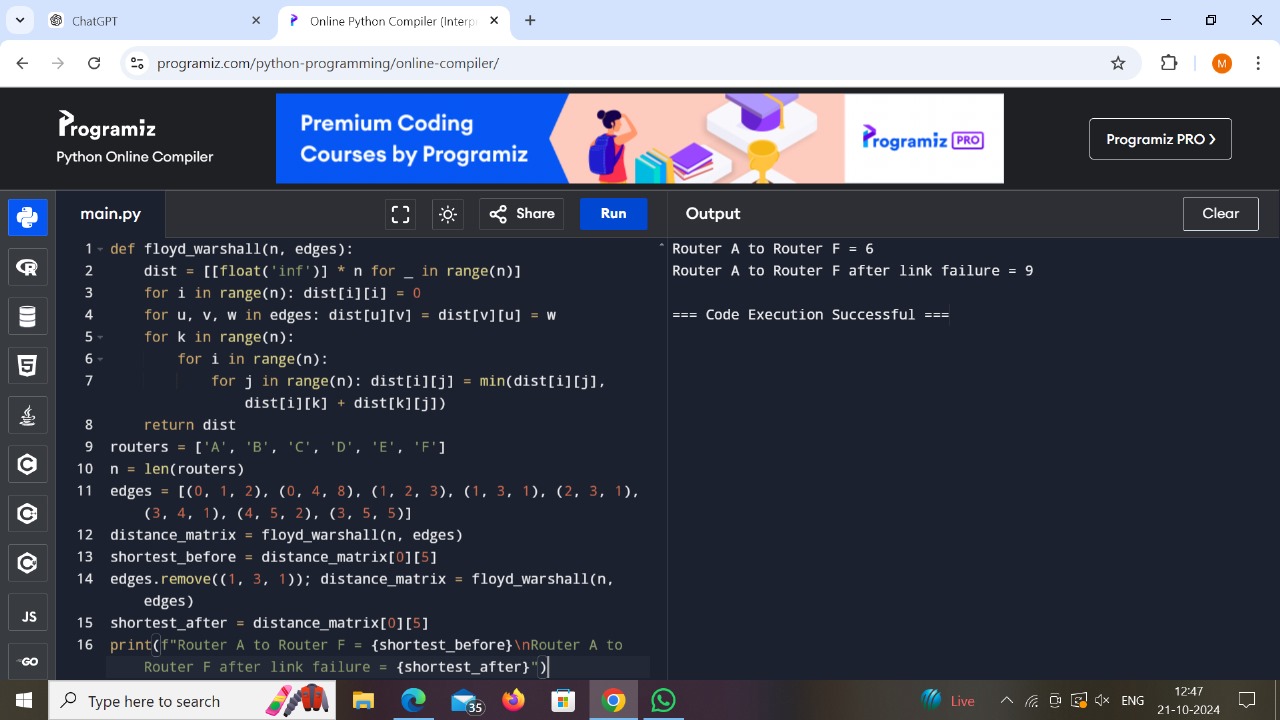 ChatGPT
Online Python Compiler (Interp
programiz.com/python-programming/online-compiler/
M
Programiz
Python Online Compiler
Premium Coding
Courses by Programiz
Programiz PRO
Programiz PRO
main.py
Share
Run
Output
Clear
1 def floyd_warshall(n, edges):
2 dist = [[float('inf')] * n for _ in range(n)]
3 for i in range(n): dist[i][i] = 0
4 for u, v, w in edges: dist[u][v] = dist[v][u] = w
5 for k in range(n):
6 for i in range(n):
7 for j in range(n): dist[i][j] = min(dist[i][j],
dist[i][k] + dist[k][j])
8 return dist
9 routers = ['A', 'B', 'C', 'D', 'E', 'F']
10 n = len(routers)
11 edges = [(0, 1, 2), (0, 4, 8), (1, 2, 3), (1, 3, 1), (2, 3, 1),
(3, 4, 1), (4, 5, 2), (3, 5, 5)]
12 distance_matrix = floyd_warshall(n, edges)
13 shortest_before = distance_matrix[0][5]
14 edges.remove((1, 3, 1)); distance_matrix = floyd_warshall(n,
edges)
15 shortest_after = distance_matrix[0][5]
16 print(f"Router A to Router F = {shortest_before}\nRouter A to
Router F after link failure = {shortest_after}")
Router A to Router F = 6
Router A to Router F after link failure = 9
=== Code Execution Successful ===
JS
GO
Type here to search
35
Live
ENG
12:47
21-10-2024